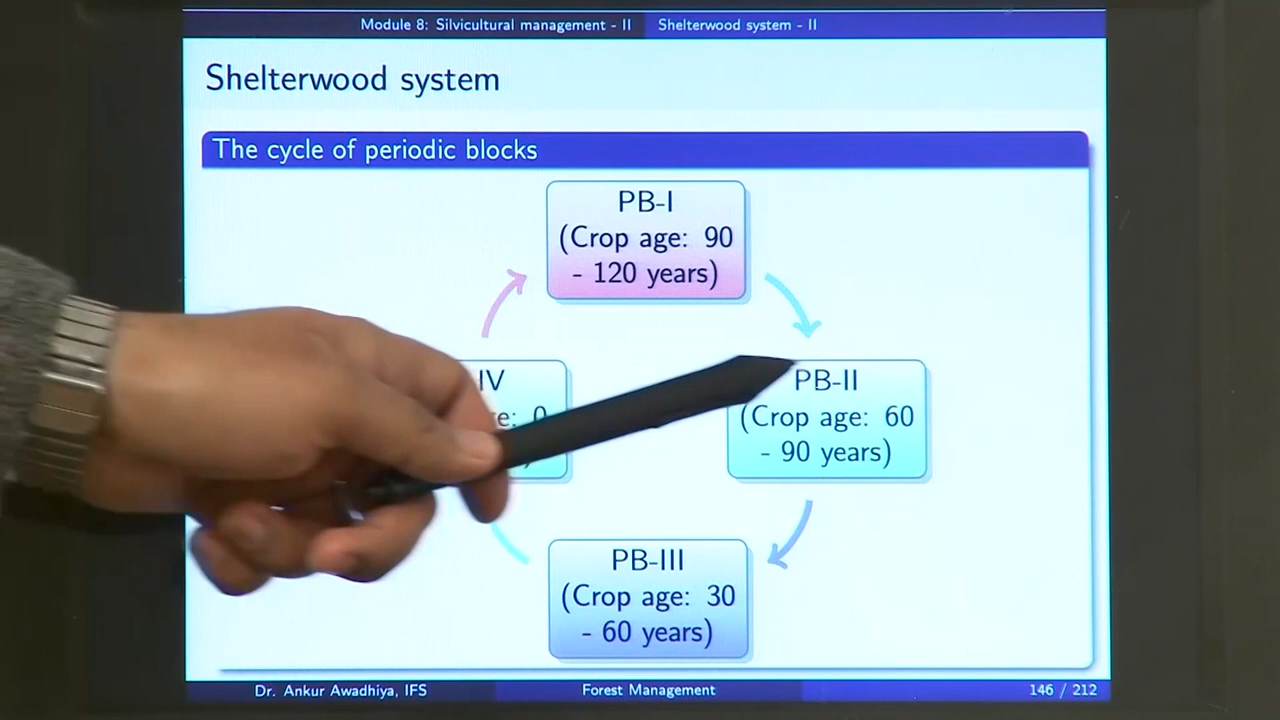 Module 8: Silvicultural management - II Shelterwood system - II
Shelterwood system
The cycle of periodic blocks
PB-I
(Crop age: 90
- 120 years)
IV
0
PB-II
(Crop age: 60
- 90 years)
PB-III
(Crop age: 30
- 60 years)
Dr. Ankur Awadhiya, IFS Forest Management 146 / 212